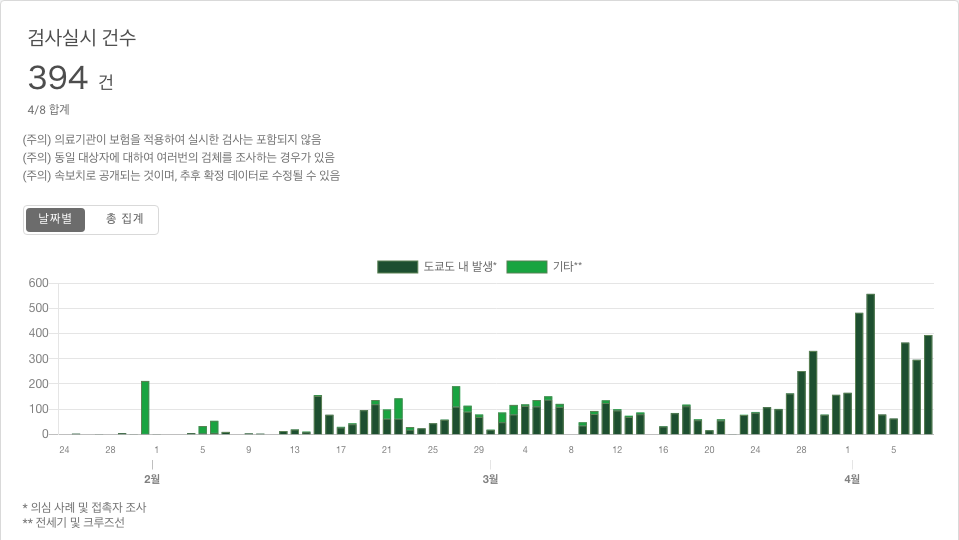 검사실시 건수
394 건
4/8 합계
(주의) 의료기관이 보험을 적용하여 실시한 검사는 포함되지 않음
(주의) 동일 대상자에 대하여 여러번의 검체를 조사하는 경우가 있음
(주의) 속보치로 공개되는 것이며, 추후 확정 데이터로 수정될 수 있음
날짜별 총 집계
도쿄도 내 발생* 기타**
600
500
400
300
200
100
0
24 28 1 5 9 13 17 21 25 29 4 8 12 16 20 24 28 1 5
2월 3월 4월
* 의심 사례 및 접촉자 조사
** 전세기 및 크루즈선